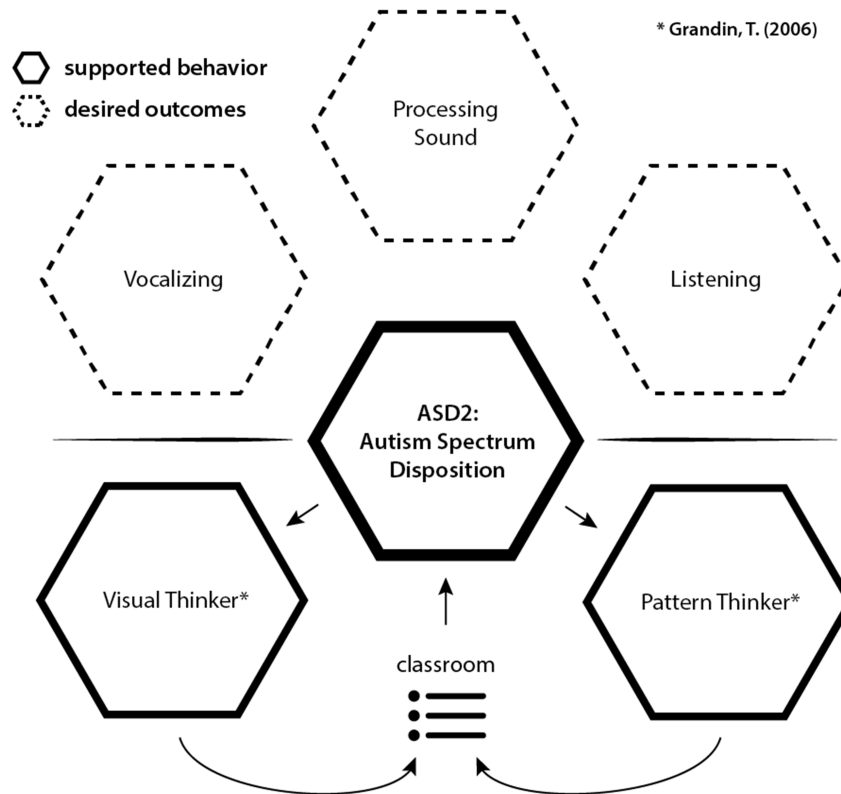 * Grandin, T. (2006)
supported behavior
desired outcomes
Processing
Sound
Vocalizing
Listening
ASD2:
Autism Spectrum
Disposition
Visual Thinker*
Pattern Thinker*
classroom